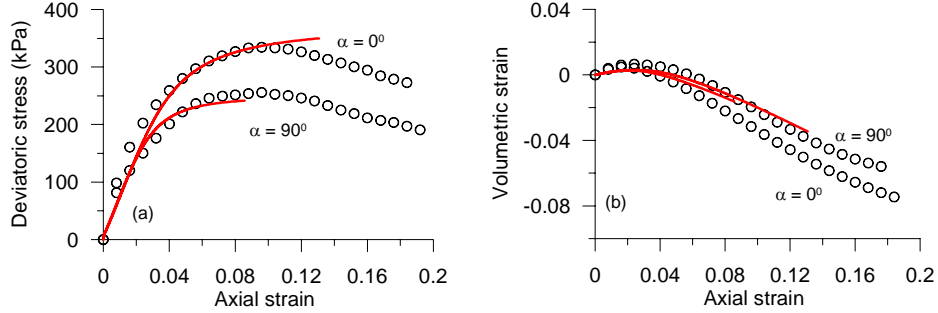 400
α = 0⁰
300
200
α = 90⁰
100
(a)
0
0 0.04 0.08 0.12 0.16 0.2
Axial strain
Deviatoric stress (kPa)
0.04
0
-0.04
α = 90⁰
α = 0⁰
-0.08
(b)
0 0.04 0.08 0.12 0.16 0.2
Axial strain
Volumetric strain